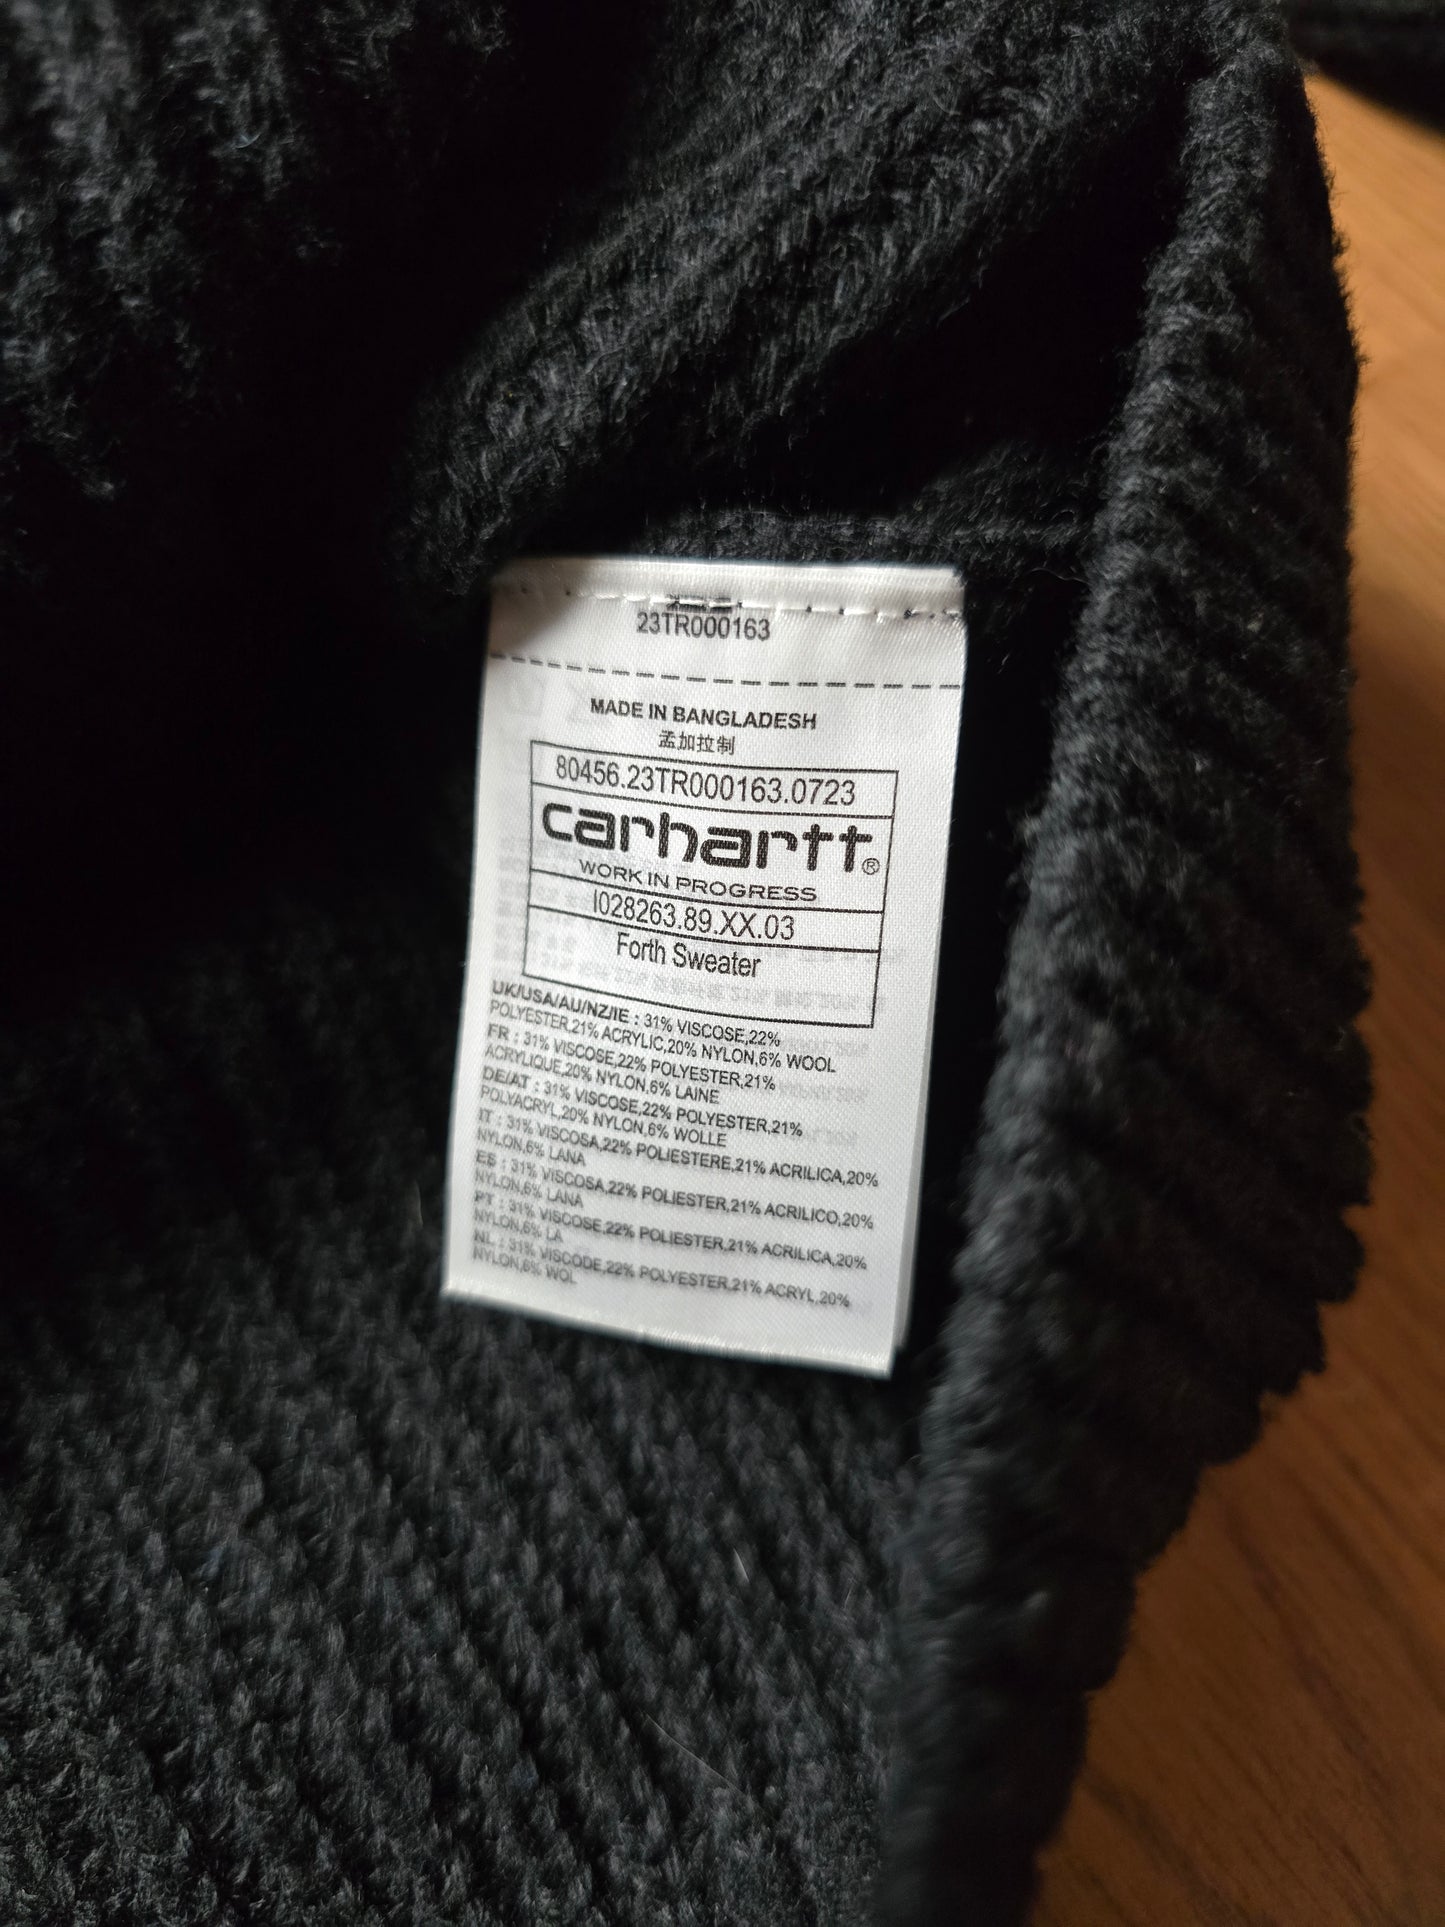 23TR000163
MADE IN BANGLADESH
孟加拉制
80456.23TR000163.0723
carhartt®
WORK IN PROGRESS
I028263.89.XX.03
Forth Sweater
UK/USA/AU/NZ/IE : 31% VISCOSE,22%
POLYESTER,21% ACRYLIC,20% NYLON,6% WOOL
FR : 31% VISCOSE,22% POLYESTER,21%
ACRYLIQUE,20% NYLON,6% LAINE
DE/AT : 31% VISCOSE,22% POLYESTER,21%
POLYACRYL,20% NYLON,6% WOLLE
IT : 31% VISCOSA,22% POLIESTERE,21% ACRILICA,20%
NYLON,6% LANA
ES : 31% VISCOSA,22% POLIESTER,21% ACRILICO,20%
NYLON,6% LANA
PT : 31% VISCOSE,22% POLIESTER,21% ACRILICA,20%
NYLON,6% LA
NL : 31% VISCODE,22% POLYESTER,21% ACRYL,20%
NYLON,6% WOL